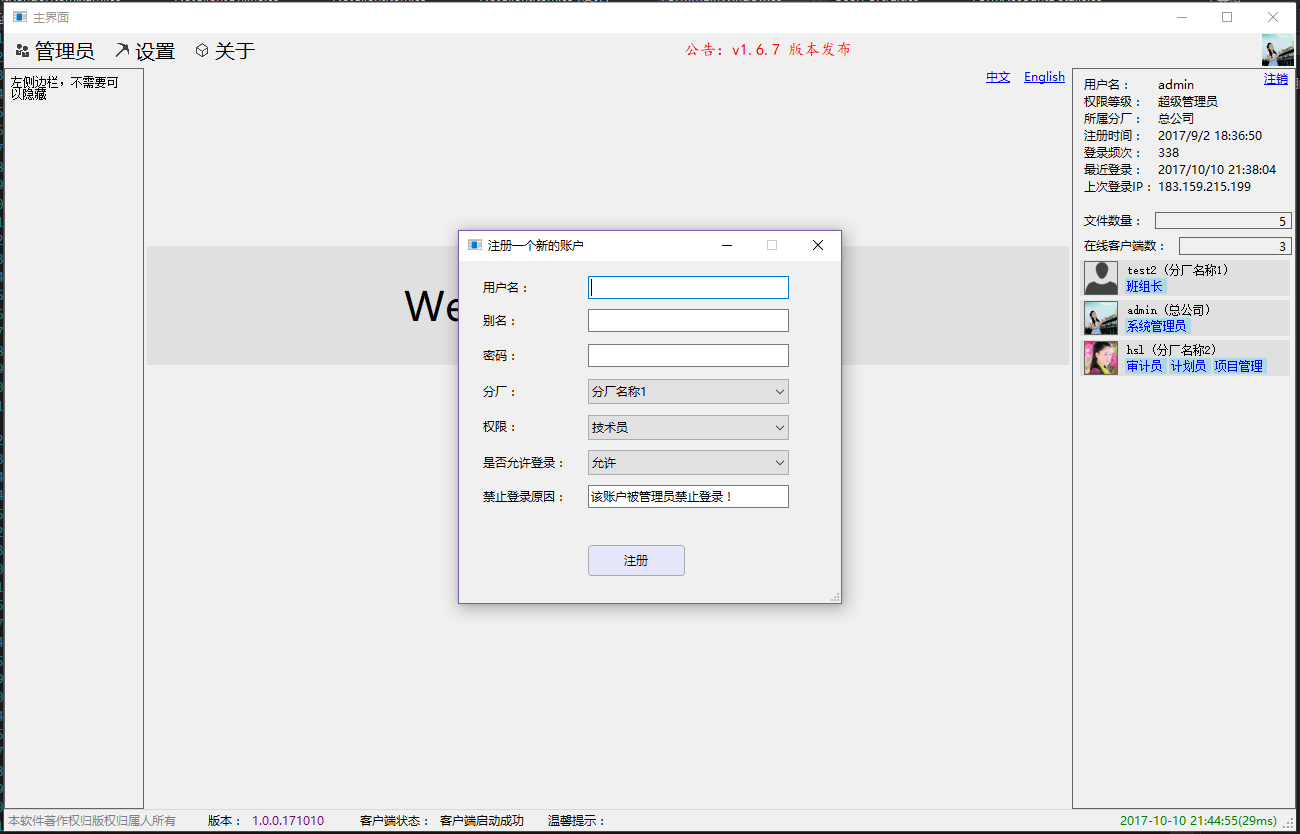 主界面
管理员 设置 关于
公告：v1.6.7 版本发布
左侧边栏，不需要可
以隐藏
中文 English
注销
用户名： admin
权限等级： 超级管理员
所属分厂： 总公司
注册时间： 2017/9/2 18:36:50
登录频次： 338
最近登录： 2017/10/10 21:38:04
上次登录IP： 183.159.215.199
文件数量： 5
在线客户端数： 3
test2（分厂名称1）
班组长
admin（总公司）
系统管理员
hsl（分厂名称2）
审计员 计划员 项目管理
We
注册一个新的账户
用户名：
别名：
密码：
分厂： 分厂名称1
权限： 技术员
是否允许登录： 允许
禁止登录原因： 该账户被管理员禁止登录！
注册
本软件著作权归版权归属人所有 版本： 1.0.0.171010 客户端状态： 客户端启动成功 温馨提示： 2017-10-10 21:44:55(29ms)